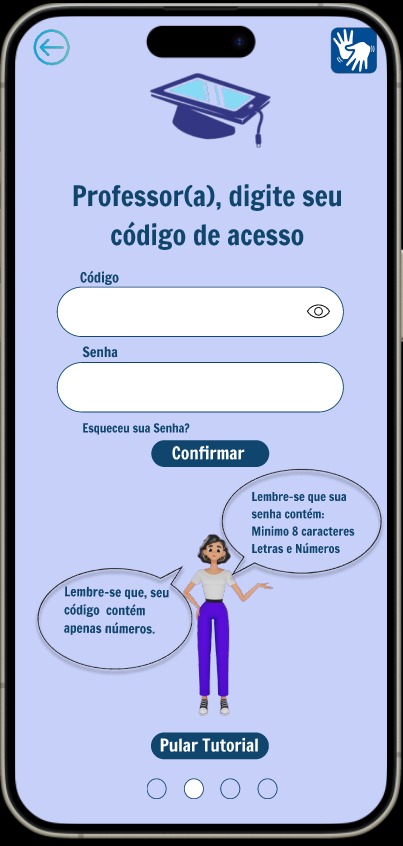 Professor(a), digite seu
código de acesso
Código
Senha
Esqueceu sua Senha?
Confirmar
Lembre-se que sua
senha contém:
Minimo 8 caracteres
Letras e Números
Lembre-se que, seu
código contém
apenas números.
Pular Tutorial